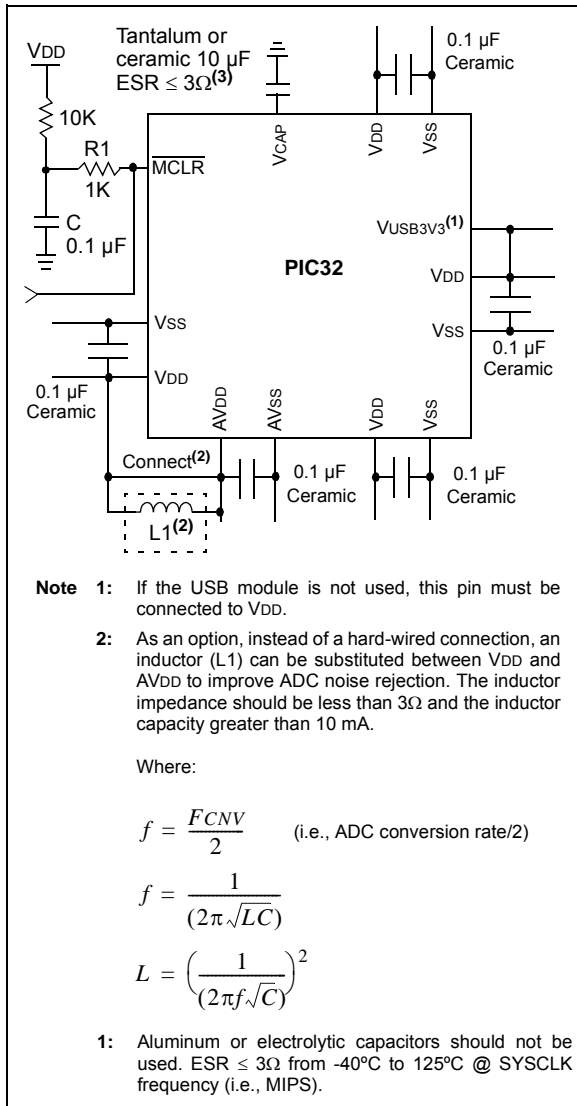 Tantalum or
ceramic 10 µF
ESR ≤ 3Ω(3)
0.1 µF
Ceramic
VDD
10K
R1
1K
C
0.1 µF
MCLR
VCAP
VDD
VSS
VUSB3V3(1)
PIC32
VDD
VSS
0.1 µF
Ceramic
VSS
VDD
0.1 µF
Ceramic
AVDD
AVSS
VDD
VSS
Connect(2)
0.1 µF
Ceramic
0.1 µF
Ceramic
L1(2)
Note 1: If the USB module is not used, this pin must be
connected to VDD.
2: As an option, instead of a hard-wired connection, an
inductor (L1) can be substituted between VDD and
AVDD to improve ADC noise rejection. The inductor
impedance should be less than 3Ω and the inductor
capacity greater than 10 mA.
Where:
f = FCNV / 2 (i.e., ADC conversion rate/2)
f = 1 / (2π√LC)
L = (1 / (2πf√C))²
1: Aluminum or electrolytic capacitors should not be
used. ESR ≤ 3Ω from -40ºC to 125ºC @ SYSCLK
frequency (i.e., MIPS).